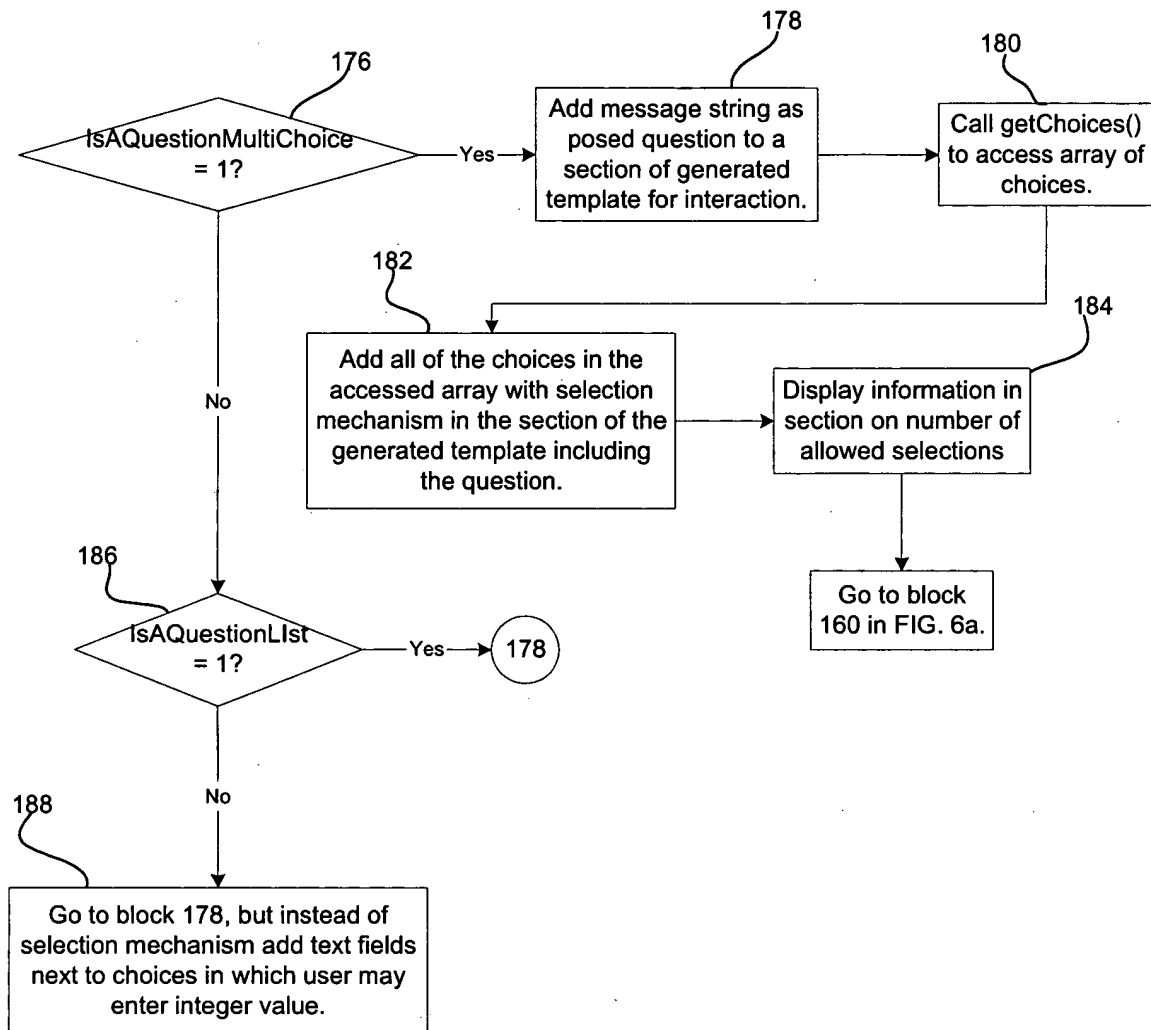 176
IsAQuestionMultiChoice
= 1?
Yes
178
Add message string as
posed question to a
section of generated
template for interaction.
180
Call getChoices()
to access array of
choices.
182
Add all of the choices in the
accessed array with selection
mechanism in the section of the
generated template including
the question.
184
Display information in
section on number of
allowed selections
Go to block
160 in FIG. 6a.
No
186
IsAQuestionLIst
= 1?
Yes
178
No
188
Go to block 178, but instead of
selection mechanism add text fields
next to choices in which user may
enter integer value.